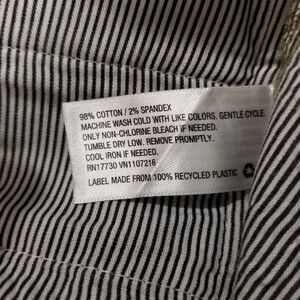 98% COTTON / 2% SPANDEX
MACHINE WASH COLD WITH LIKE COLORS. GENTLE CYCLE.
ONLY NON-CHLORINE BLEACH IF NEEDED.
TUMBLE DRY LOW. REMOVE PROMPTLY.
COOL IRON IF NEEDED.
RN17730 VN1107216
LABEL MADE FROM 100% RECYCLED PLASTIC